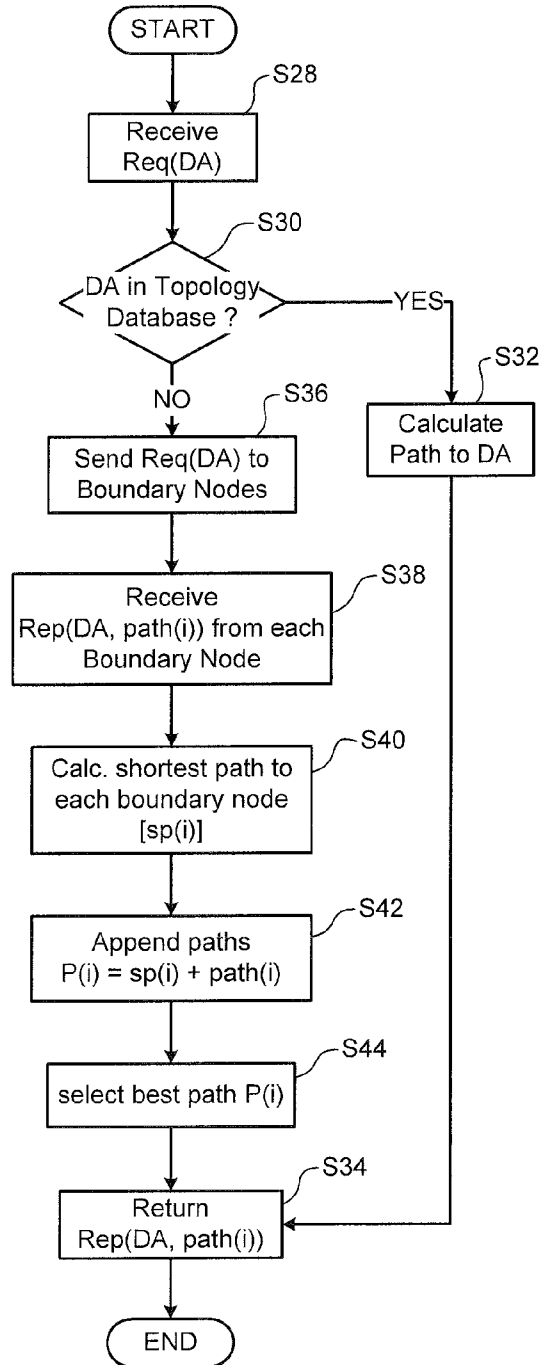 START
S28
Receive
Req(DA)
S30
DA in Topology
Database ?
YES
NO
S32
Calculate
Path to DA
S36
Send Req(DA) to
Boundary Nodes
S38
Receive
Rep(DA, path(i)) from each
Boundary Node
S40
Calc. shortest path to
each boundary node
[sp(i)]
S42
Append paths
P(i) = sp(i) + path(i)
S44
select best path P(i)
S34
Return
Rep(DA, path(i))
END